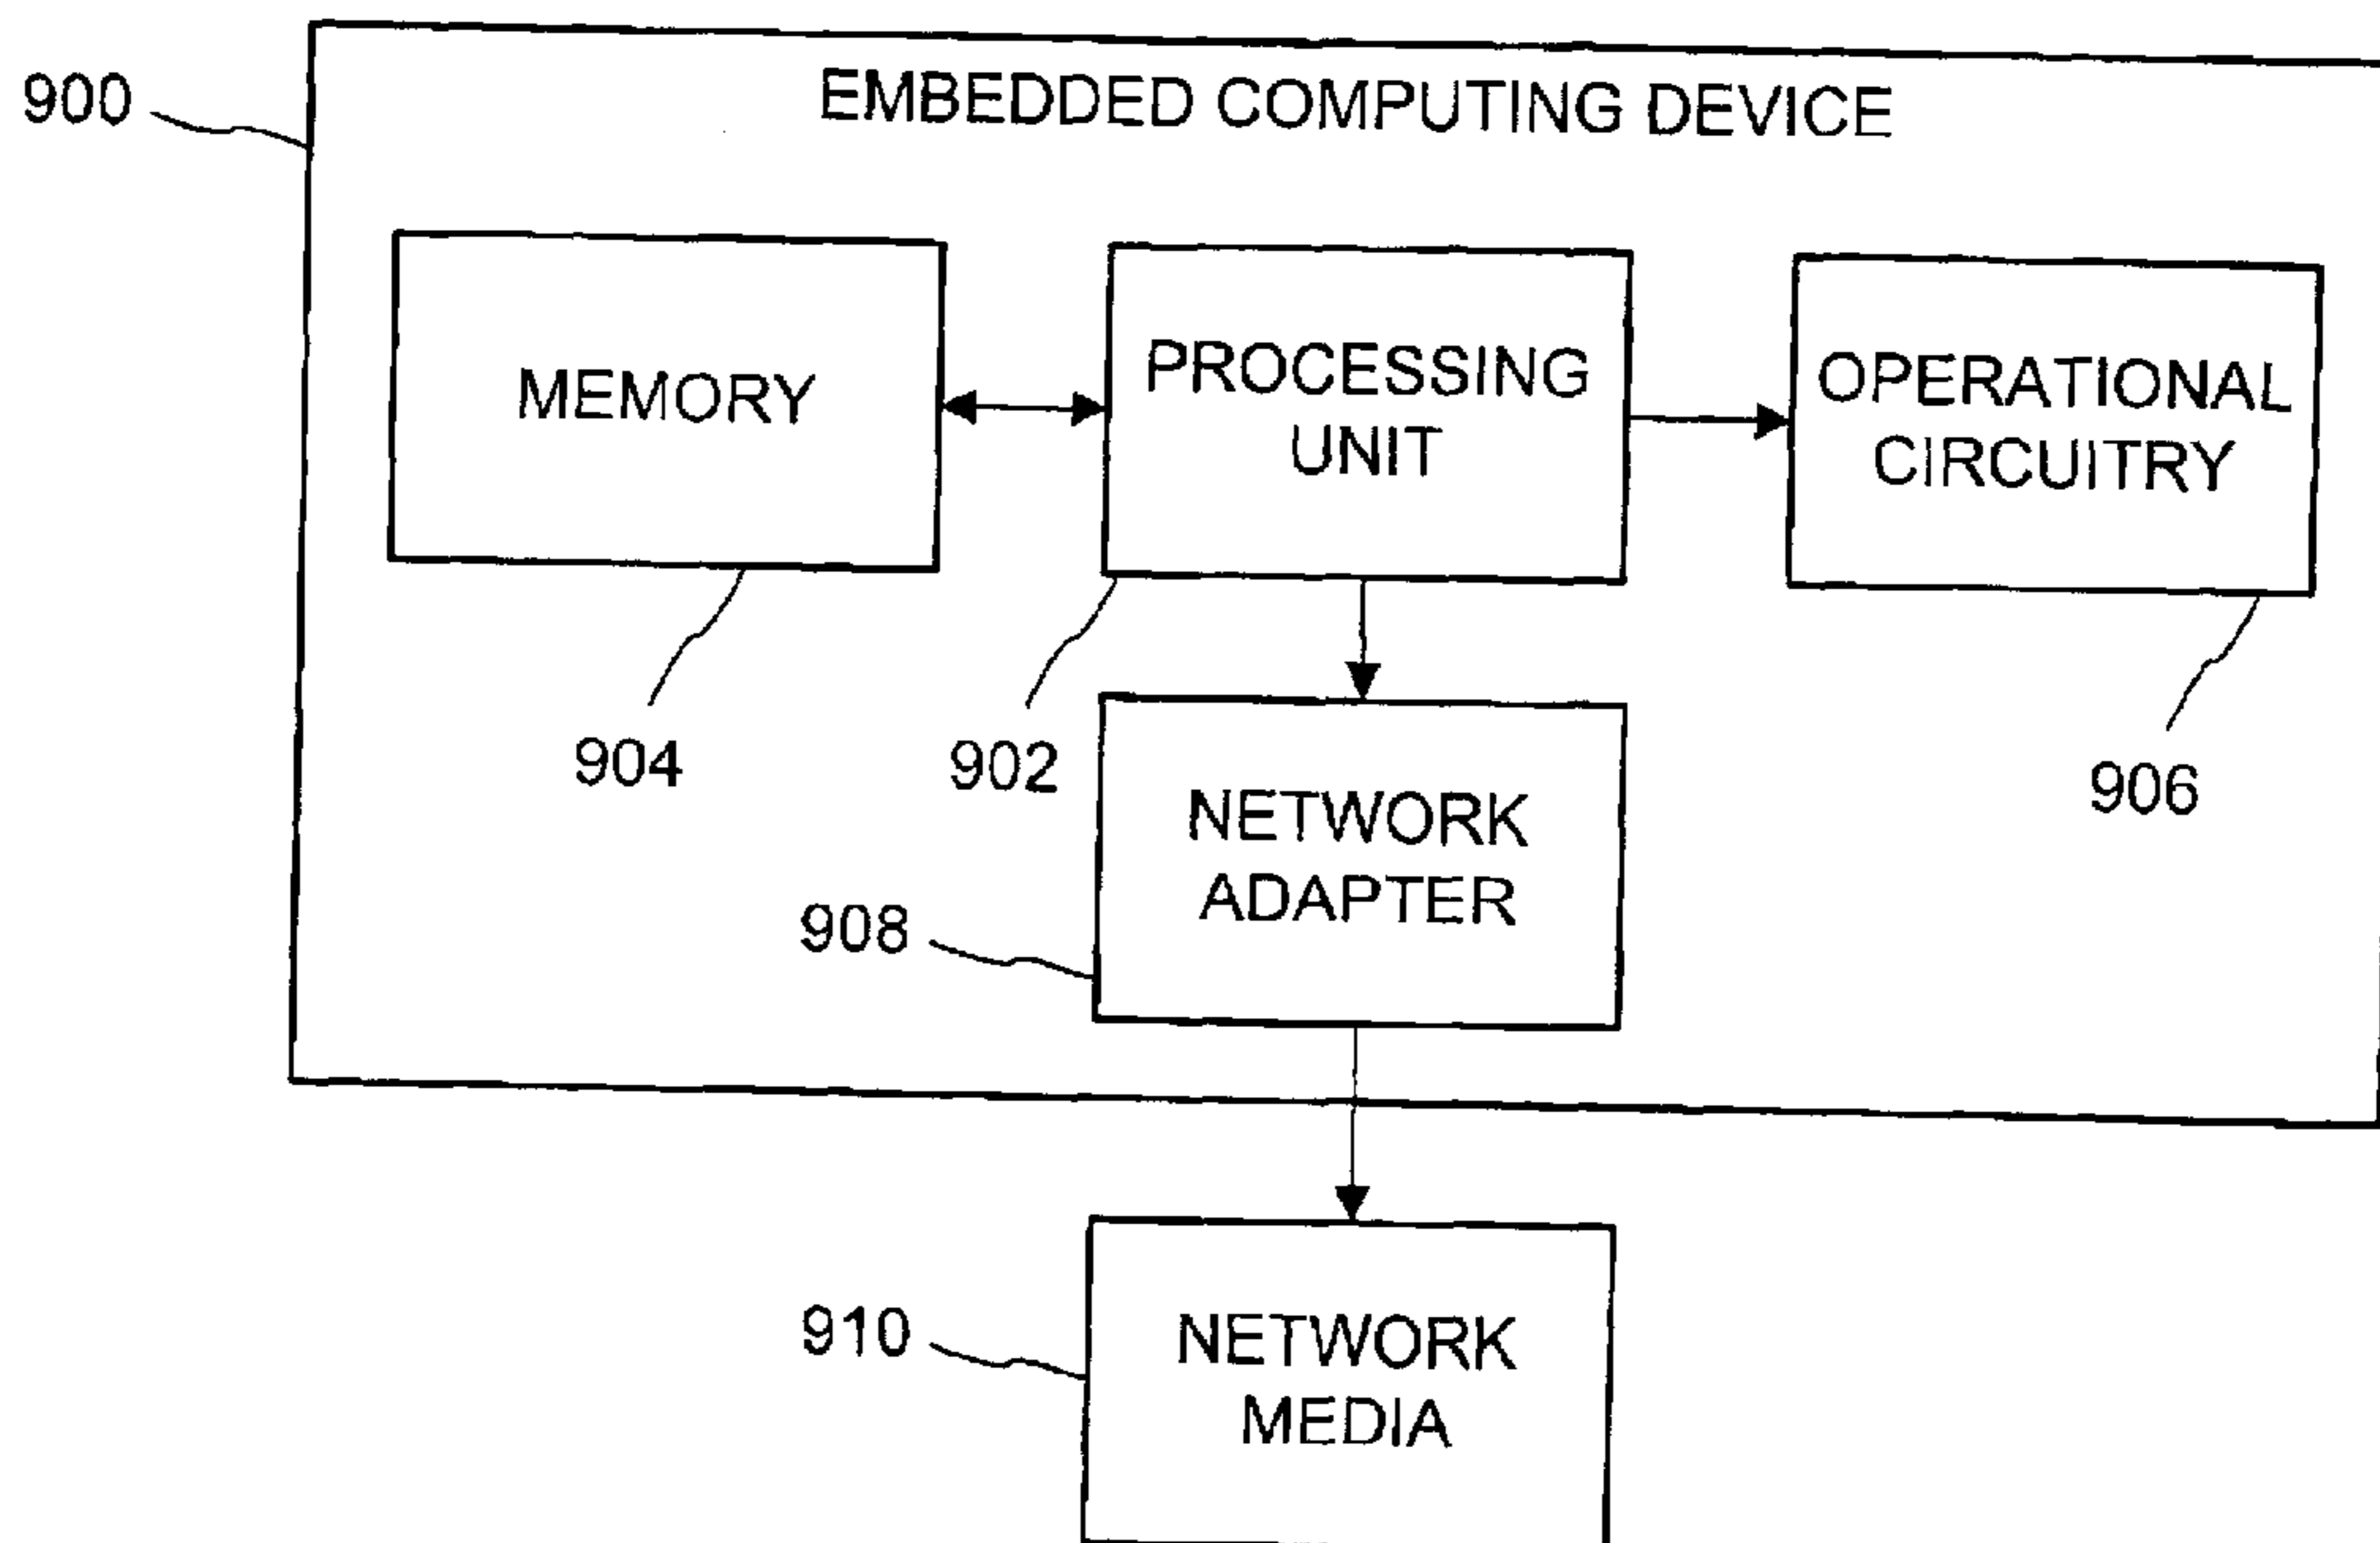 900
EMBEDDED COMPUTING DEVICE
MEMORY
PROCESSING
UNIT
OPERATIONAL
CIRCUITRY
904
902
906
NETWORK
ADAPTER
908
910
NETWORK
MEDIA